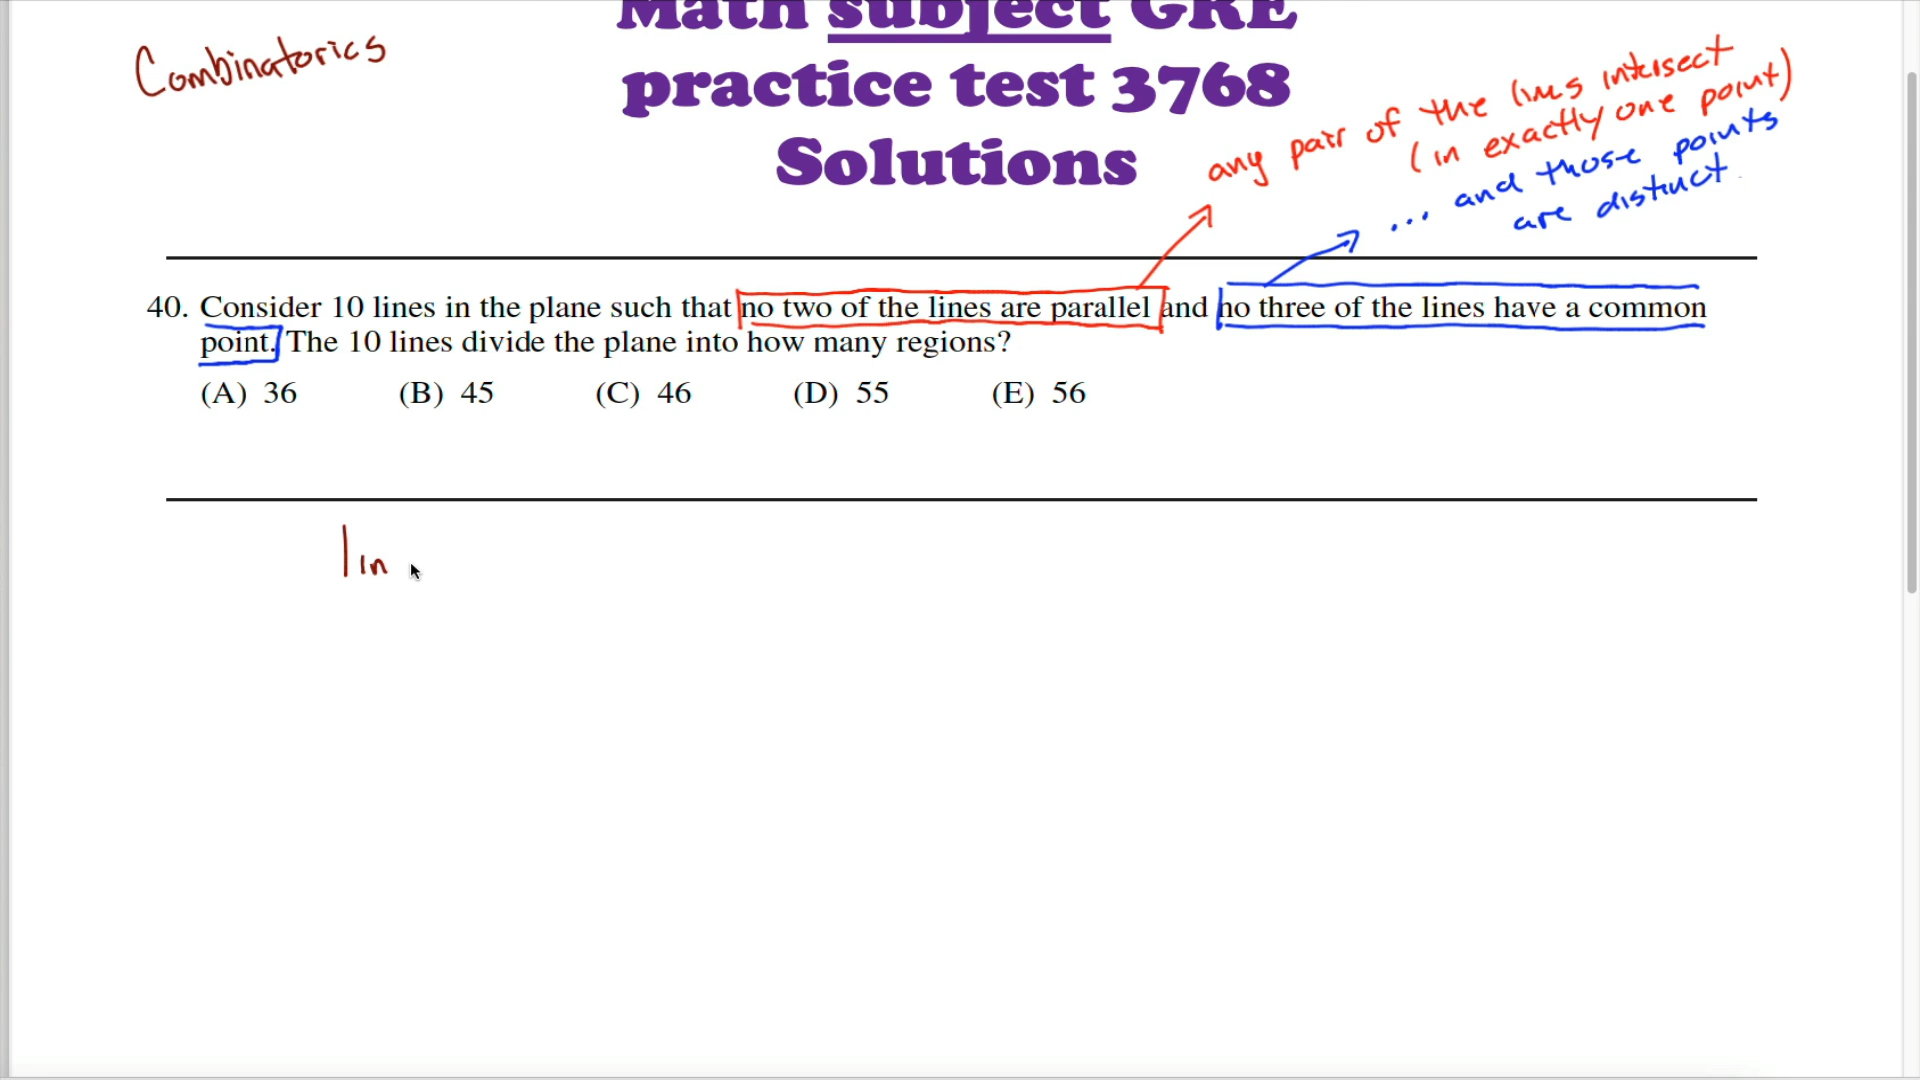 Combinatorics
Math subject GRE
practice test 3768
Solutions
any pair of the lines intersect
(in exactly one point)
... and those points
are distinct
40. Consider 10 lines in the plane such that no two of the lines are parallel and no three of the lines have a common
point. The 10 lines divide the plane into how many regions?
(A) 36 (B) 45 (C) 46 (D) 55 (E) 56
lin